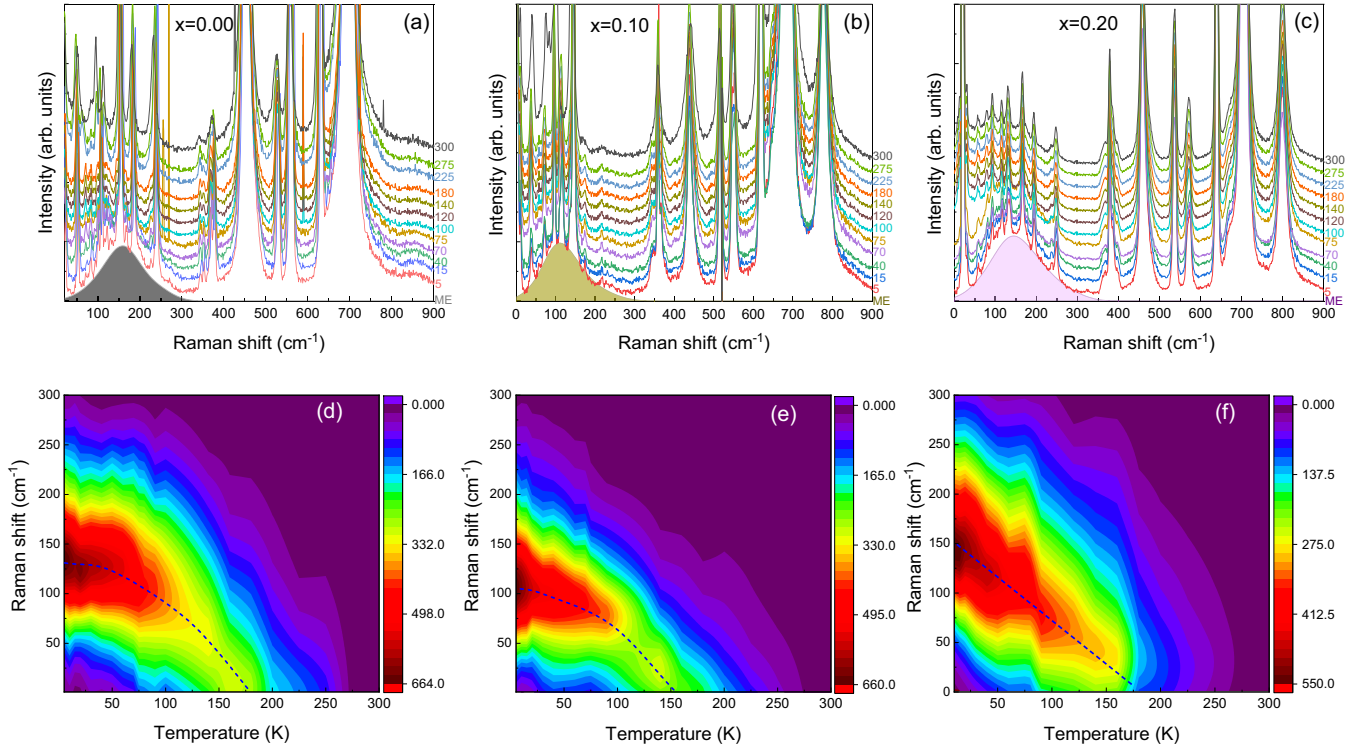 x=0.00
(a)
Intensity (arb. units)
300
275
225
180
140
120
100
75
70
40
15
5
ME
0 100 200 300 400 500 600 700 800 900
Raman shift (cm⁻¹)
x=0.10
(b)
Intensity (arb. units)
300
275
225
180
140
120
100
75
70
40
15
5
ME
0 100 200 300 400 500 600 700 800 900
Raman shift (cm⁻¹)
x=0.20
(c)
Intensity (arb. units)
300
275
225
180
140
120
100
75
70
40
15
5
ME
0 100 200 300 400 500 600 700 800 900
Raman shift (cm⁻¹)
(d)
Raman shift (cm⁻¹)
300
250
200
150
100
50
50 100 150 200 250 300
Temperature (K)
0.000
166.0
332.0
498.0
664.0
(e)
Raman shift (cm⁻¹)
300
250
200
150
100
50
50 100 150 200 250 300
Temperature (K)
0.000
165.0
330.0
495.0
660.0
(f)
Raman shift (cm⁻¹)
300
250
200
150
100
50
0
50 100 150 200 250 300
Temperature (K)
0.000
137.5
275.0
412.5
550.0